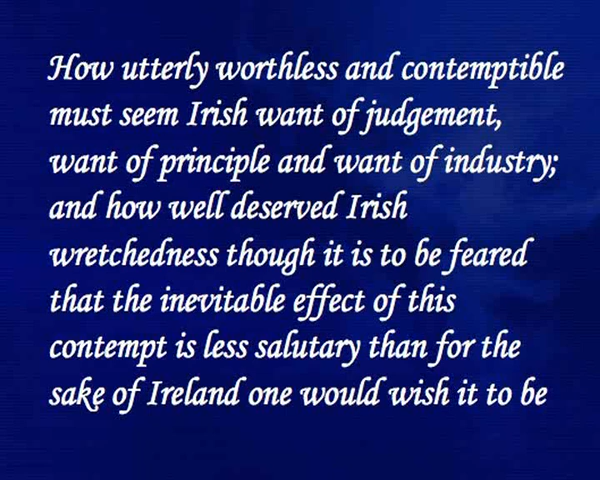 How utterly worthless and contemptible
must seem Irish want of judgement,
want of principle and want of industry;
and how well deserved Irish
wretchedness though it is to be feared
that the inevitable effect of this
contempt is less salutary than for the
sake of Ireland one would wish it to be